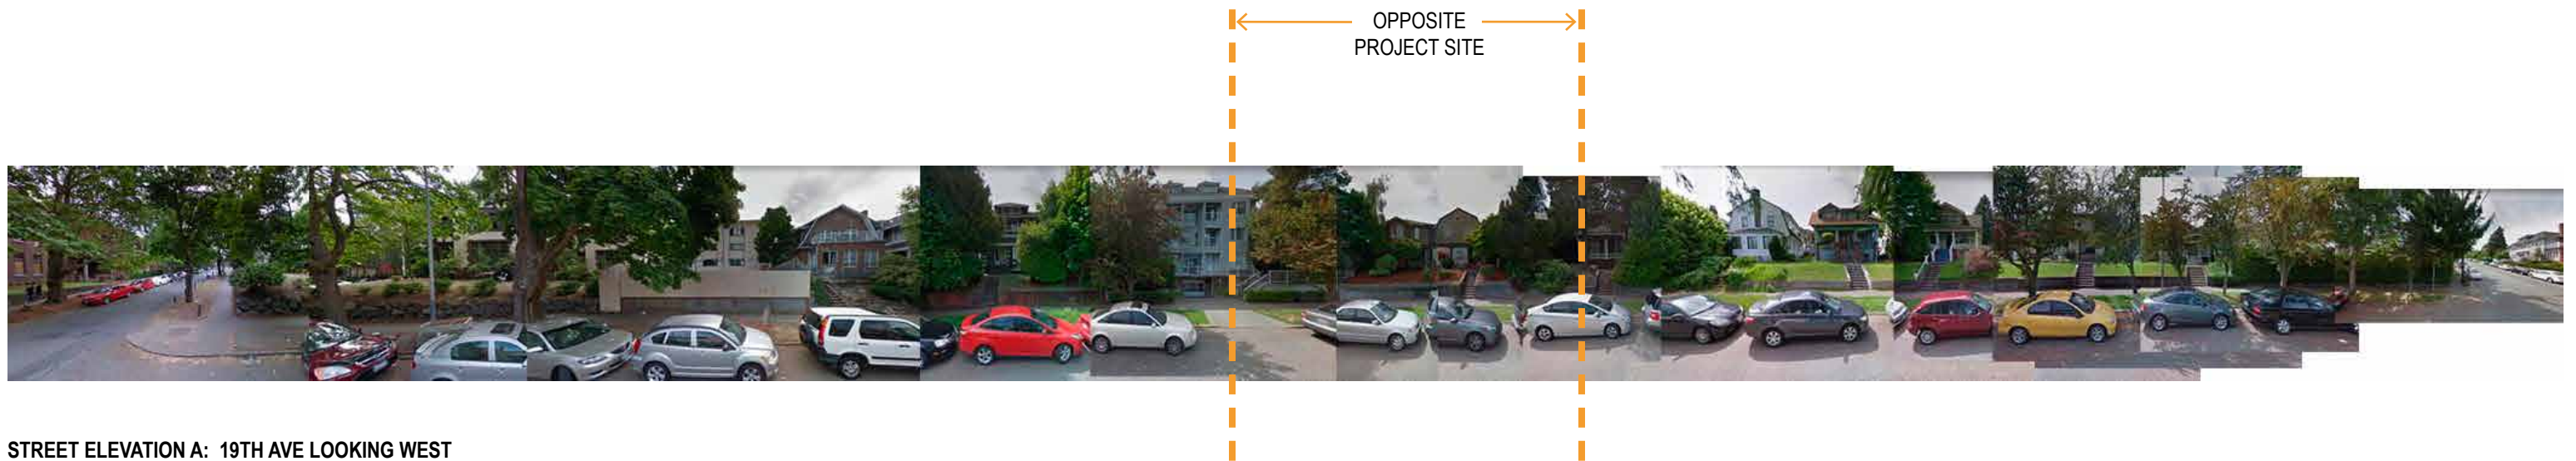 OPPOSITE
PROJECT SITE
STREET ELEVATION A:  19TH AVE LOOKING WEST